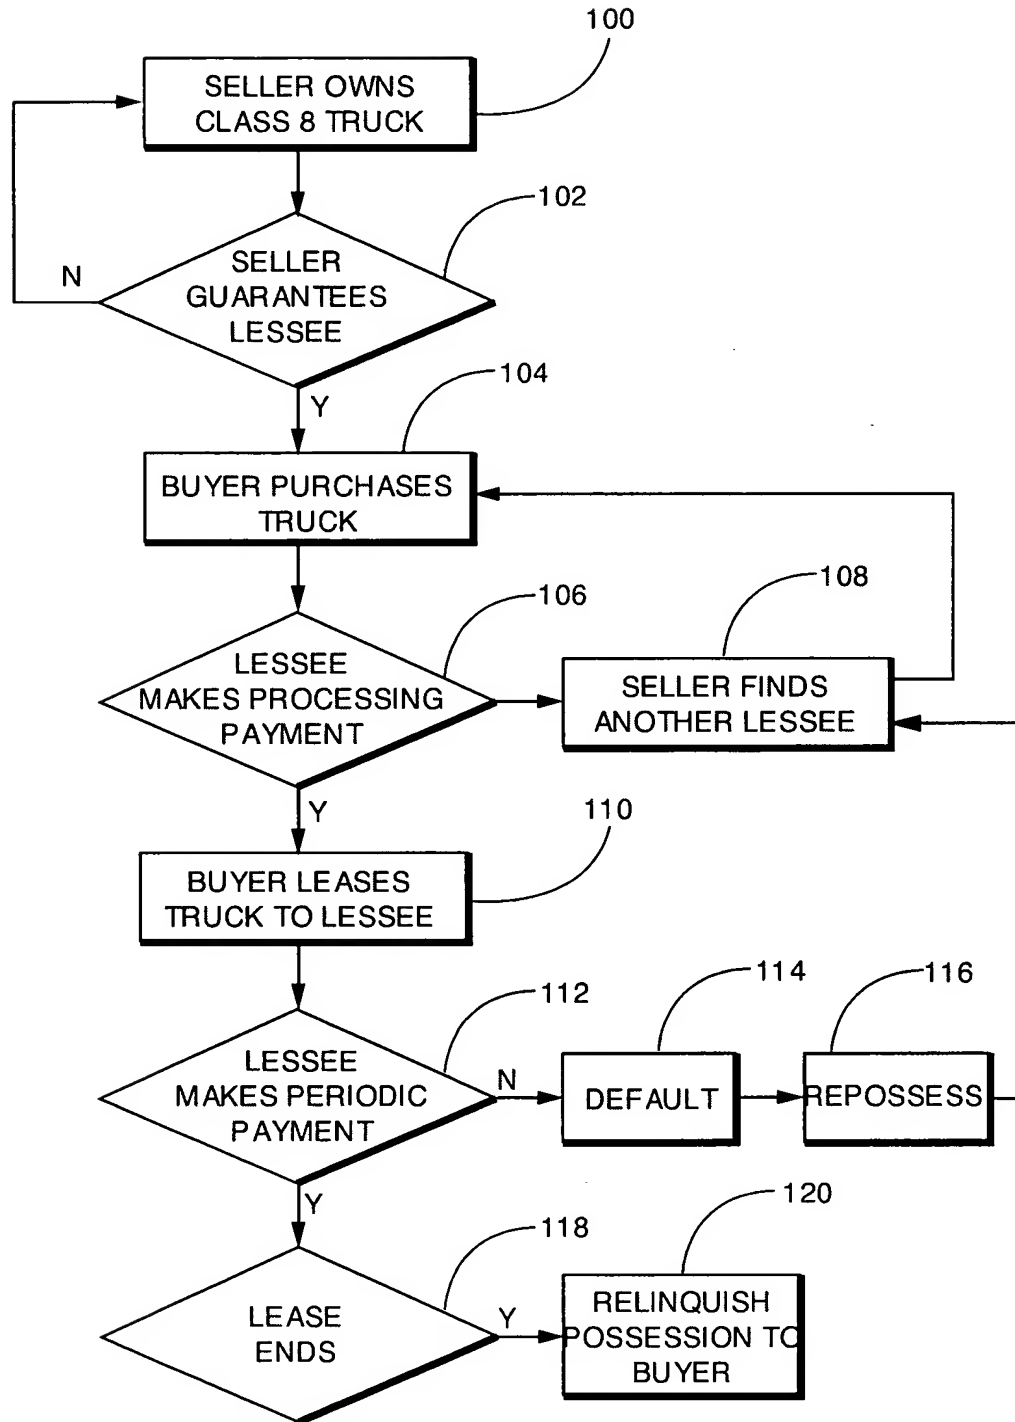 100
SELLER OWNS
CLASS 8 TRUCK
102
SELLER
GUARANTEES
LESSEE
N
Y
104
BUYER PURCHASES
TRUCK
106
LESSEE
MAKES PROCESSING
PAYMENT
108
SELLER FINDS
ANOTHER LESSEE
Y
110
BUYER LEASES
TRUCK TO LESSEE
112
LESSEE
MAKES PERIODIC
PAYMENT
N
114
DEFAULT
116
REPOSSESS
Y
118
LEASE
ENDS
Y
120
RELINQUISH
POSSESSION TO
BUYER